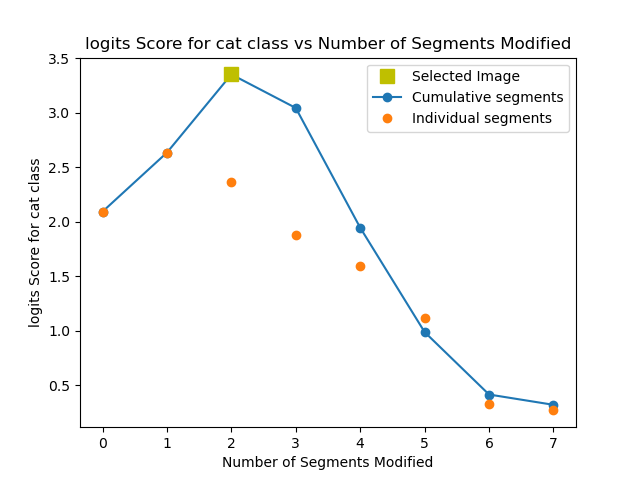 logits Score for cat class vs Number of Segments Modified
Selected Image
Cumulative segments
Individual segments
logits Score for cat class
3.5
3.0
2.5
2.0
1.5
1.0
0.5
0 1 2 3 4 5 6 7
Number of Segments Modified